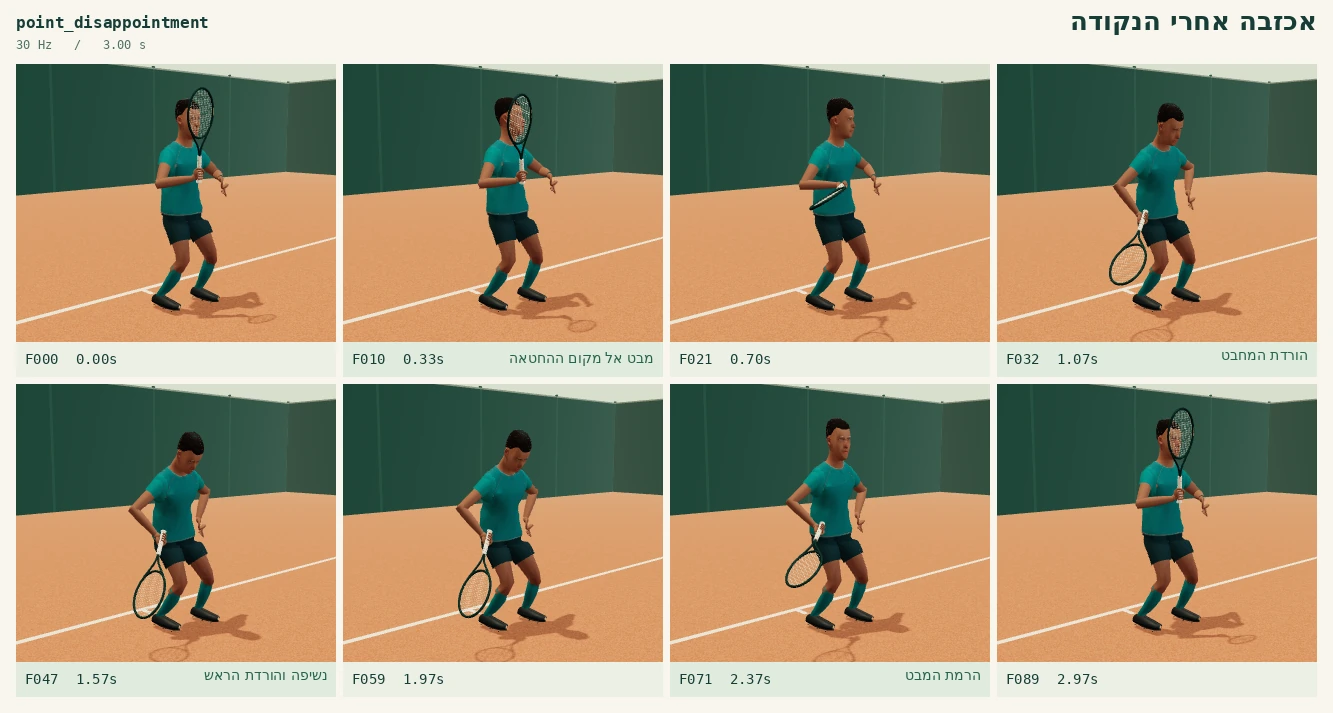 point_disappointment
אכזבה אחרי הנקודה
30 Hz / 3.00 s
F000 0.00s
F010 0.33s מבט אל מקום ההחטאה
F021 0.70s
F032 1.07s הורדת המחבט
F047 1.57s נשיפה והורדת הראש
F059 1.97s
F071 2.37s הרמת המבט
F089 2.97s